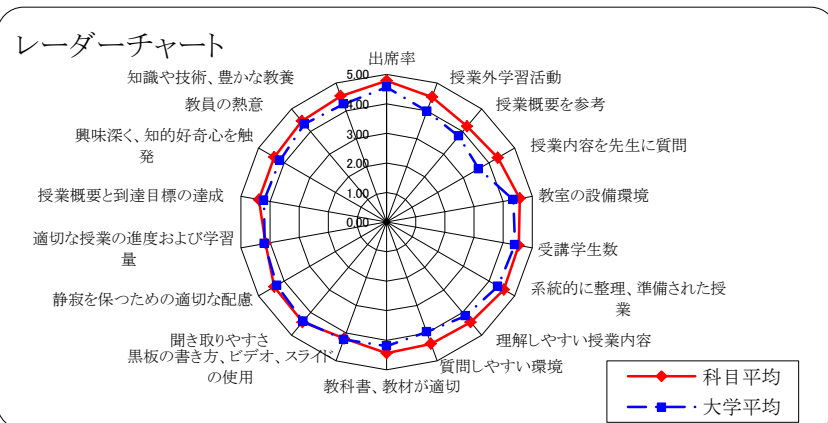 レーダーチャート
出席率
授業外学習活動
授業概要を参考
授業内容を先生に質問
教室の設備環境
受講学生数
系統的に整理、準備された授
業
理解しやすい授業内容
質問しやすい環境
教科書、教材が適切
黒板の書き方、ビデオ、スライド
の使用
聞き取りやすさ
静寂を保つための適切な配慮
適切な授業の進度および学習
量
授業概要と到達目標の達成
興味深く、知的好奇心を触
発
教員の熱意
知識や技術、豊かな教養
5.00
4.00
3.00
2.00
1.00
0.00
科目平均
大学平均